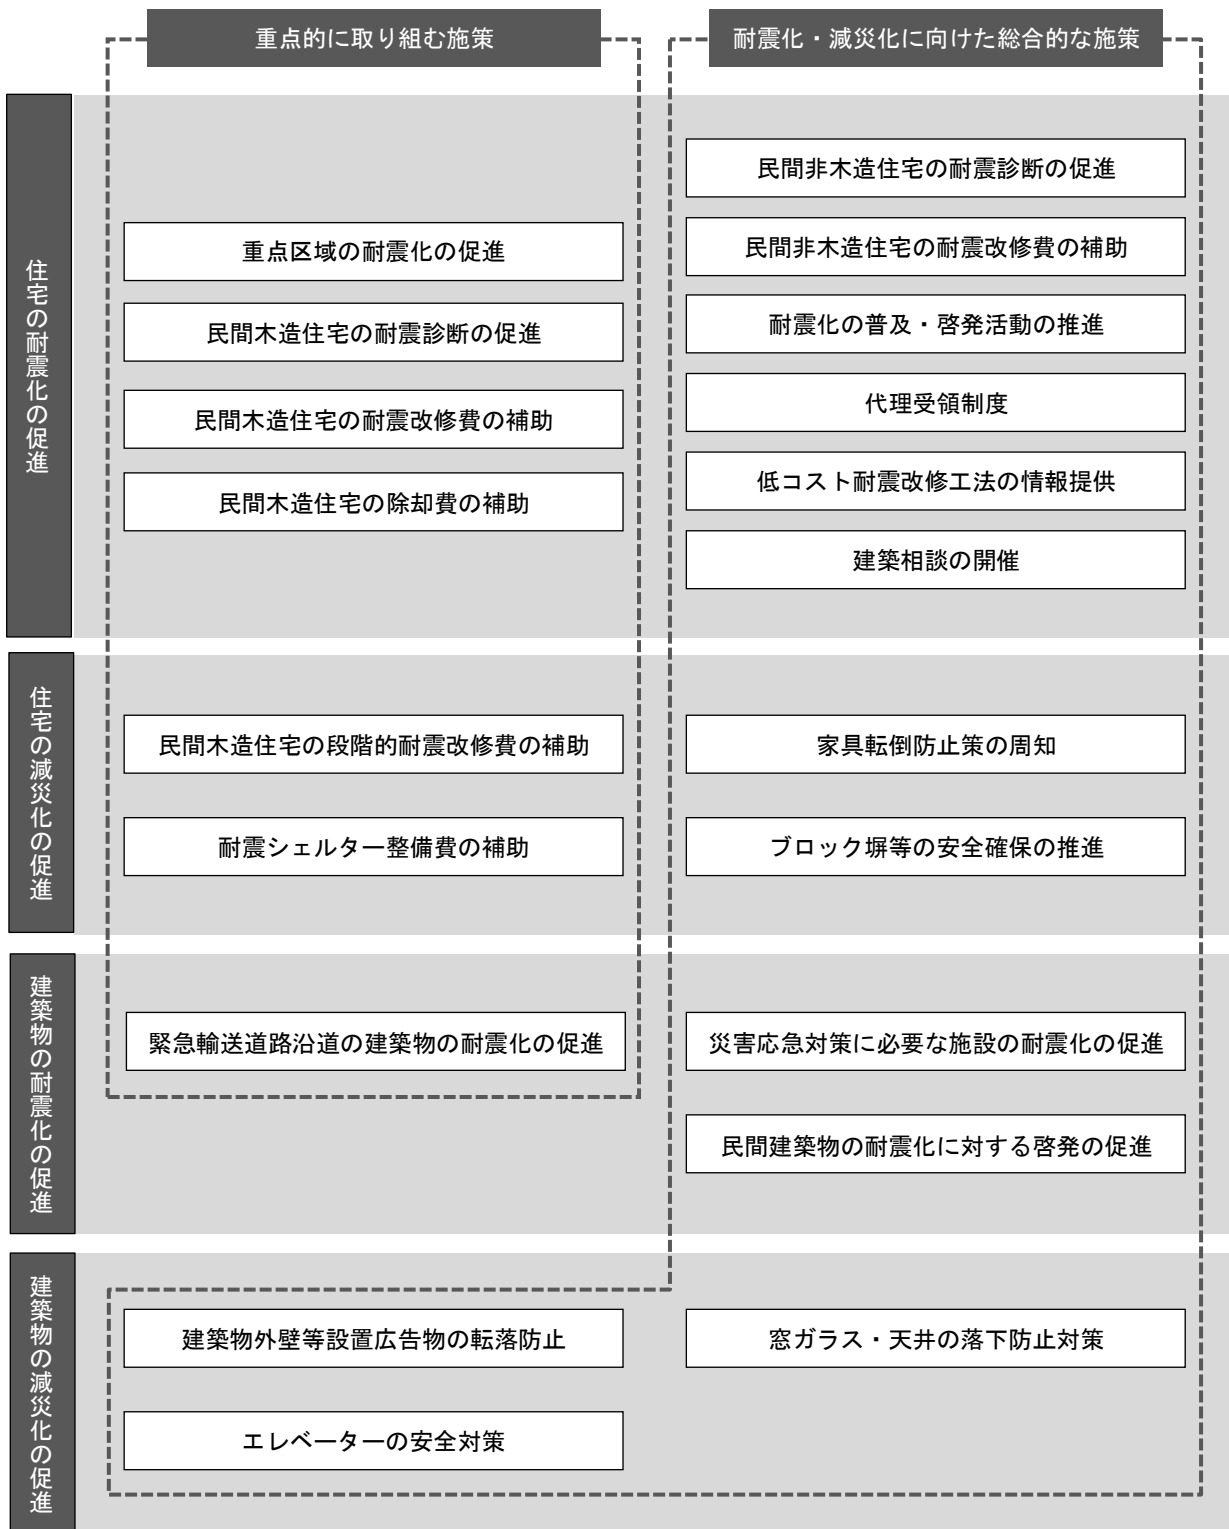 重点的に取り組む施策
耐震化・減災化に向けた総合的な施策
住宅の耐震化の促進
重点区域の耐震化の促進
民間木造住宅の耐震診断の促進
民間木造住宅の耐震改修費の補助
民間木造住宅の除却費の補助
民間非木造住宅の耐震診断の促進
民間非木造住宅の耐震改修費の補助
耐震化の普及・啓発活動の推進
代理受領制度
低コスト耐震改修工法の情報提供
建築相談の開催
住宅の減災化の促進
民間木造住宅の段階的耐震改修費の補助
耐震シェルター整備費の補助
家具転倒防止策の周知
ブロック塀等の安全確保の推進
建築物の耐震化の促進
緊急輸送道路沿道の建築物の耐震化の促進
災害応急対策に必要な施設の耐震化の促進
民間建築物の耐震化に対する啓発の促進
建築物の減災化の促進
建築物外壁等設置広告物の転落防止
エレベーターの安全対策
窓ガラス・天井の落下防止対策